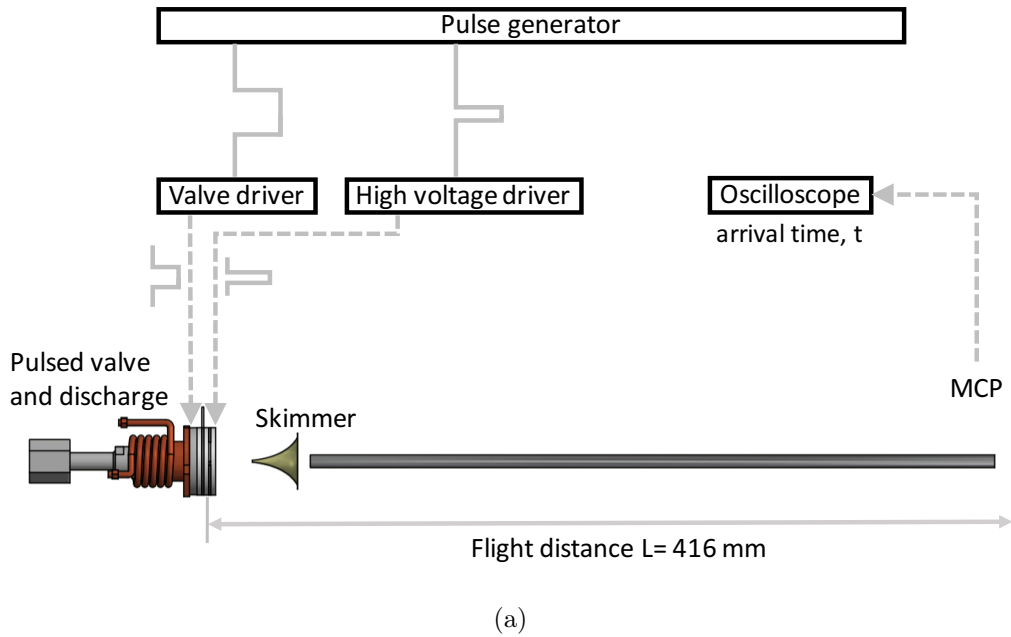 Pulse generator
Valve driver
High voltage driver
Oscilloscope
arrival time, t
Pulsed valve
and discharge
MCP
Skimmer
Flight distance L= 416 mm
(a)